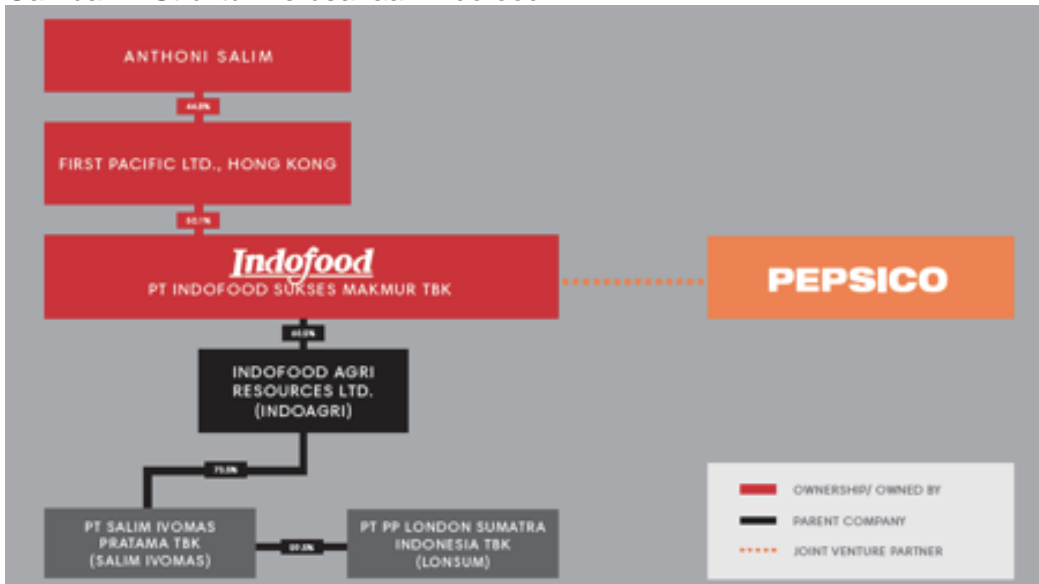 ANTHONI SALIM
FIRST PACIFIC LTD., HONG KONG
50.1%
Indofood
PT INDOFOOD SUKSES MAKMUR TBK
PEPSICO
INDOFOOD AGRI
RESOURCES LTD.
(INDOAGRI)
PT SALIM IVOMAS
PRATAMA TBK
(SALIM IVOMAS)
PT PP LONDON SUMATRA
INDONESIA TBK
(LONSUM)
OWNERSHIP/ OWNED BY
PARENT COMPANY
JOINT VENTURE PARTNER